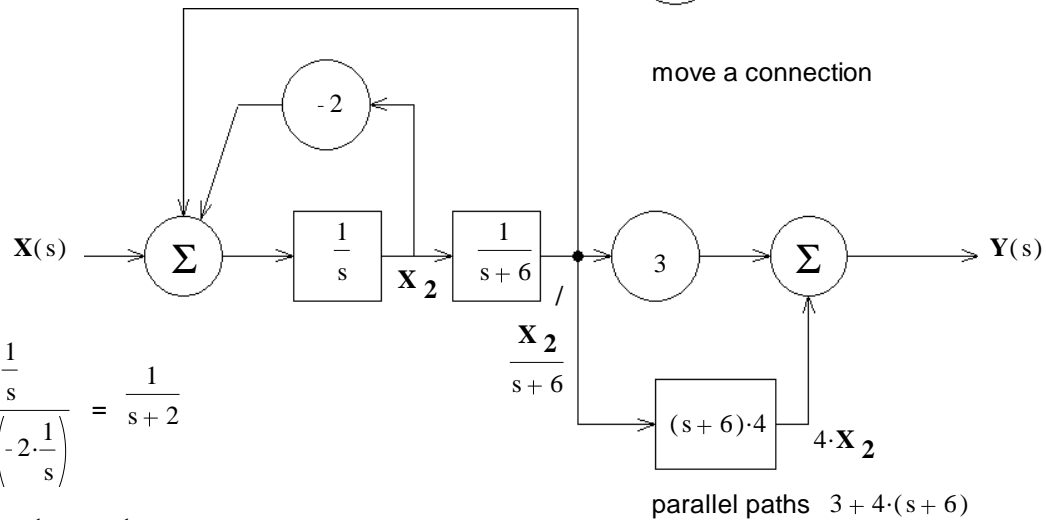 move a connection
-2
X(s)
Σ
1/s
X 2
1/(s + 6)
/
X 2/(s + 6)
3
Σ
Y(s)
(s + 6)·4
4·X 2
1/s
(-2·1/s)
= 1/(s + 2)
parallel paths 3 + 4·(s + 6)